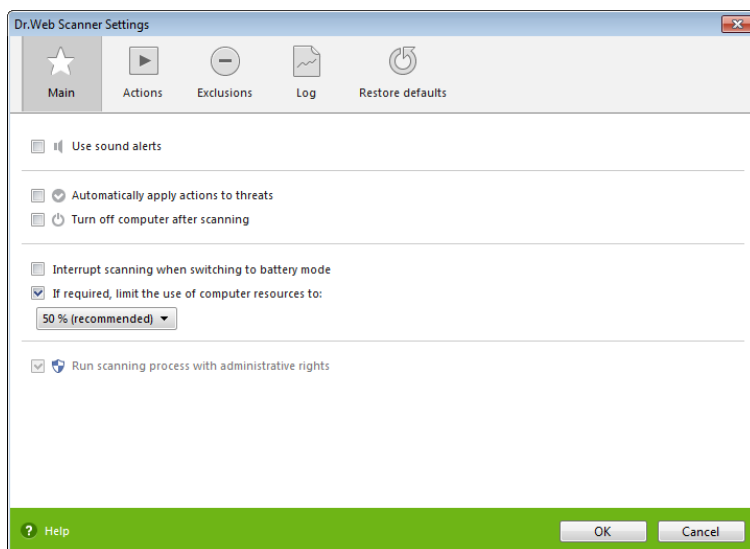 Dr.Web Scanner Settings
Main Actions Exclusions Log Restore defaults
Use sound alerts
Automatically apply actions to threats
Turn off computer after scanning
Interrupt scanning when switching to battery mode
If required, limit the use of computer resources to:
50 % (recommended)
Run scanning process with administrative rights
? Help OK Cancel